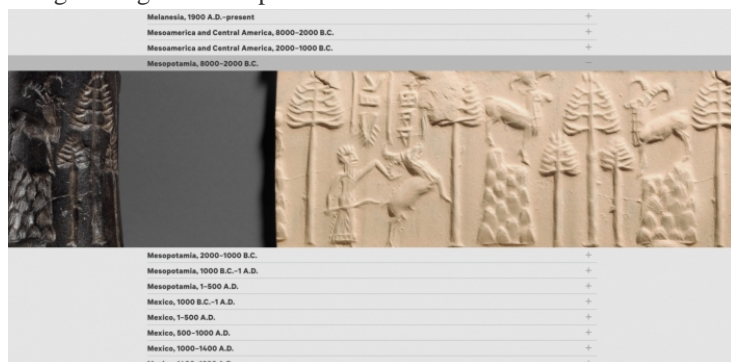 Melanesia, 1900 A.D.–present
Mesoamerica and Central America, 8000–2000 B.C.
Mesoamerica and Central America, 2000–1000 B.C.
Mesopotamia, 8000–2000 B.C.
Mesopotamia, 2000–1000 B.C.
Mesopotamia, 1000 B.C.–1 A.D.
Mesopotamia, 1–500 A.D.
Mexico, 1000 B.C.–1 A.D.
Mexico, 1–500 A.D.
Mexico, 500–1000 A.D.
Mexico, 1000–1400 A.D.